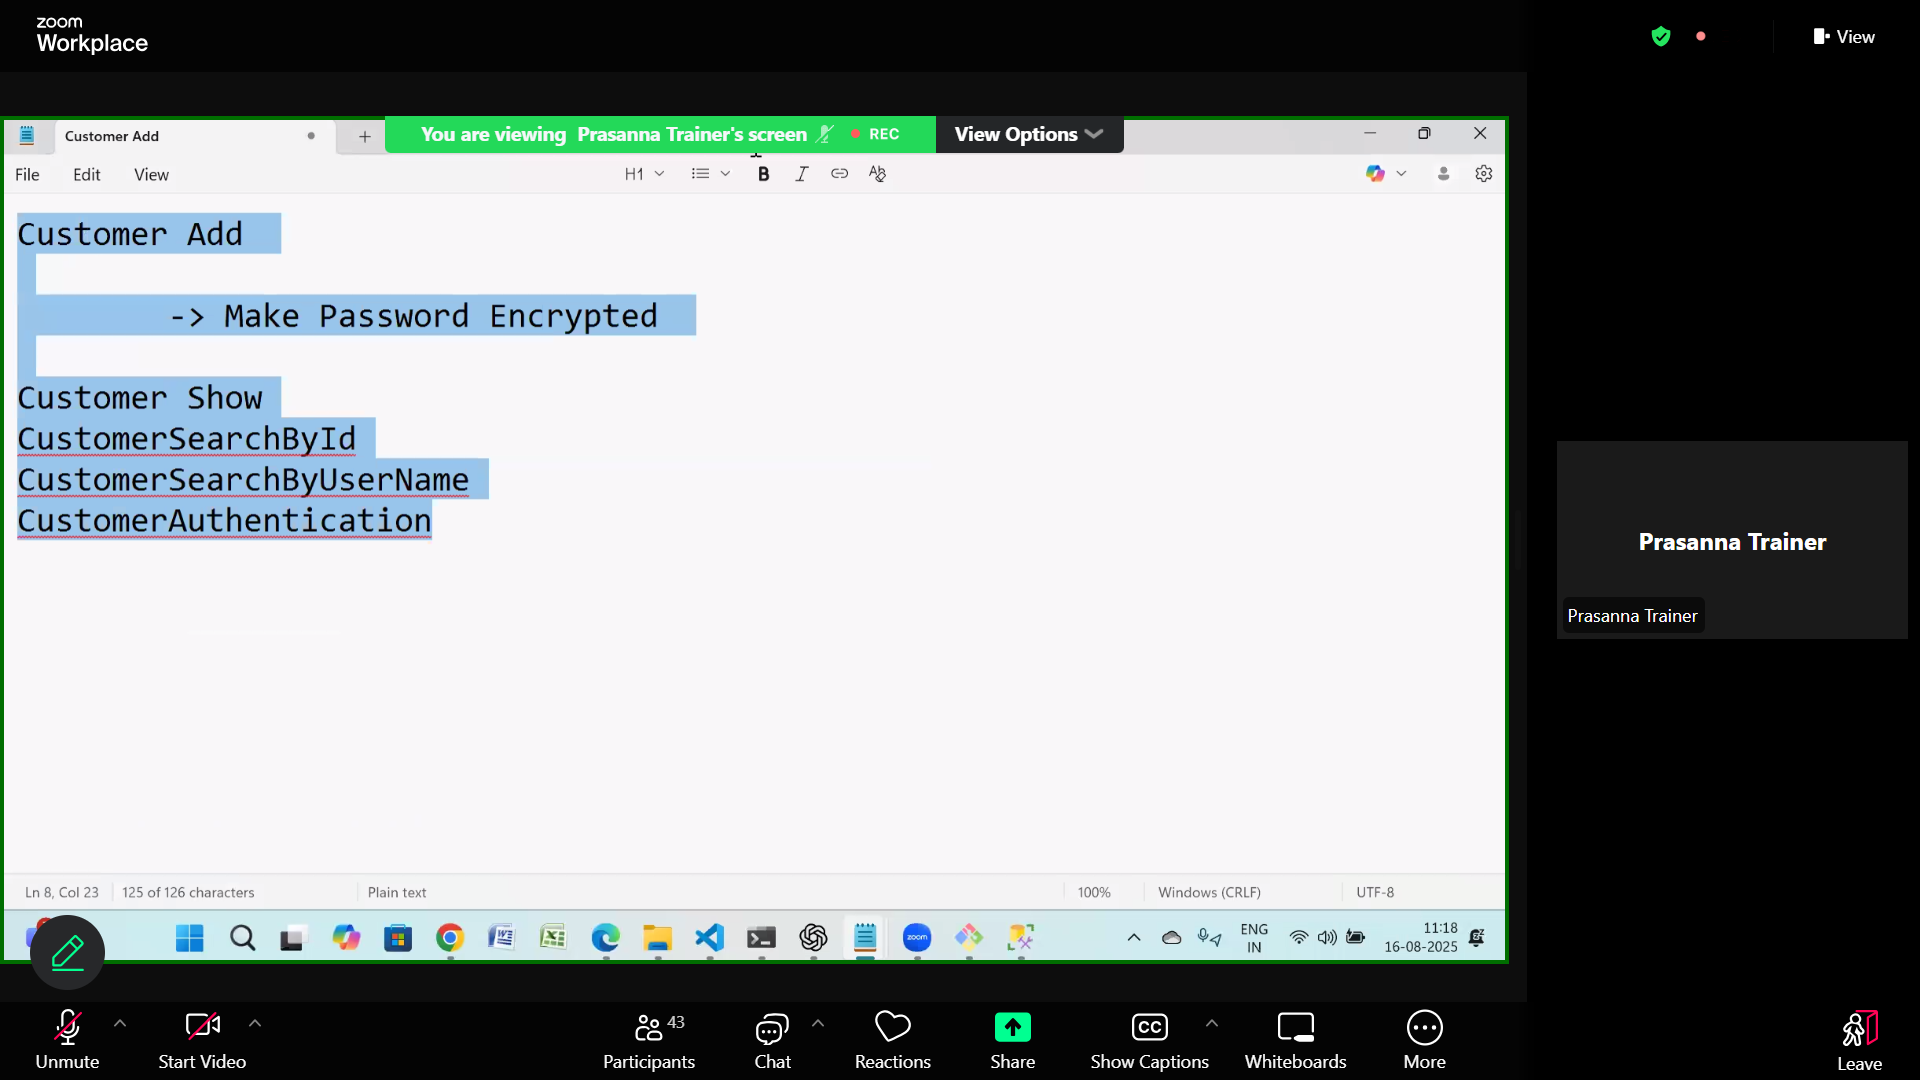 zoom
Workplace
View
Customer Add
You are viewing Prasanna Trainer's screen
REC
View Options
File
Edit
View
H1
Customer Add
-> Make Password Encrypted
Customer Show
CustomerSearchById
CustomerSearchByUserName
CustomerAuthentication
Prasanna Trainer
Prasanna Trainer
Ln 8, Col 23
125 of 126 characters
Plain text
100%
Windows (CRLF)
UTF-8
zoom
ENG
IN
11:18
16-08-2025
Unmute
Start Video
43
Participants
Chat
Reactions
Share
CC
Show Captions
Whiteboards
More
Leave